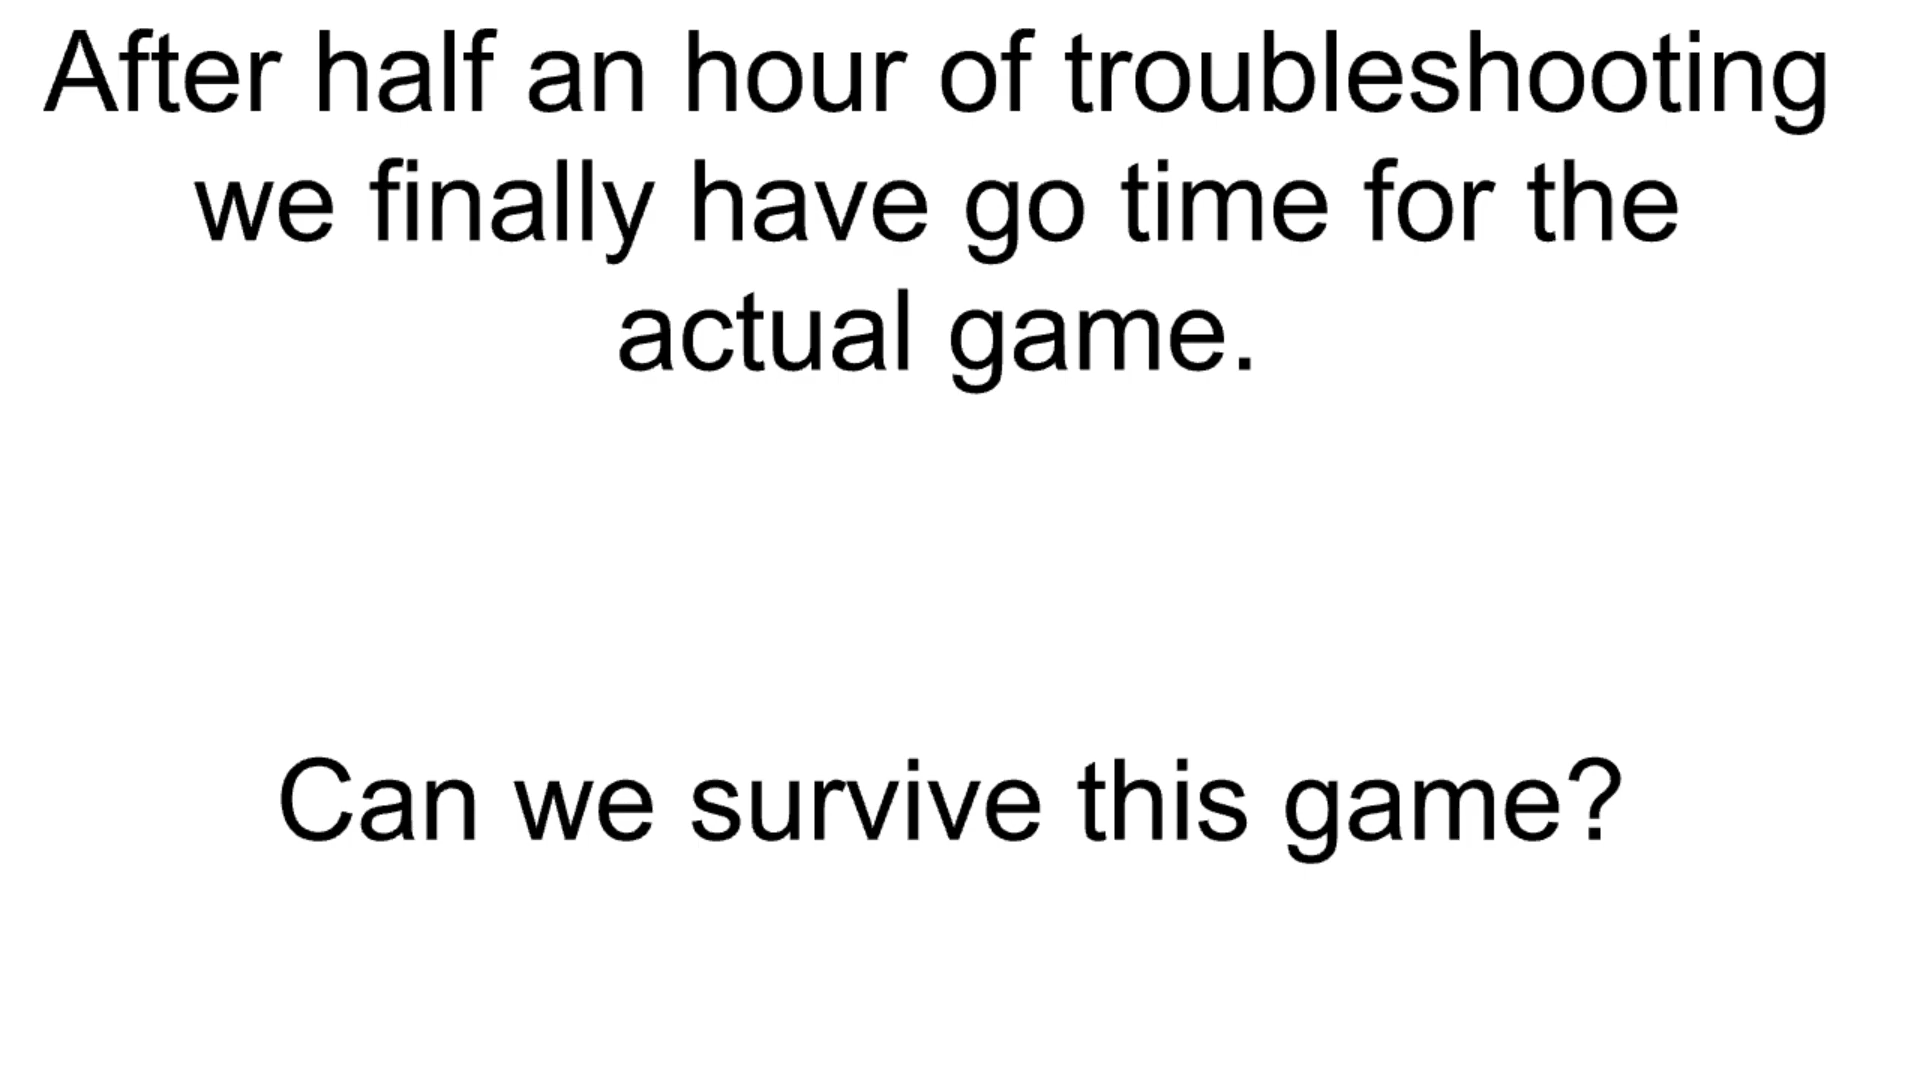 After half an hour of troubleshooting
we finally have go time for the
actual game.
Can we survive this game?